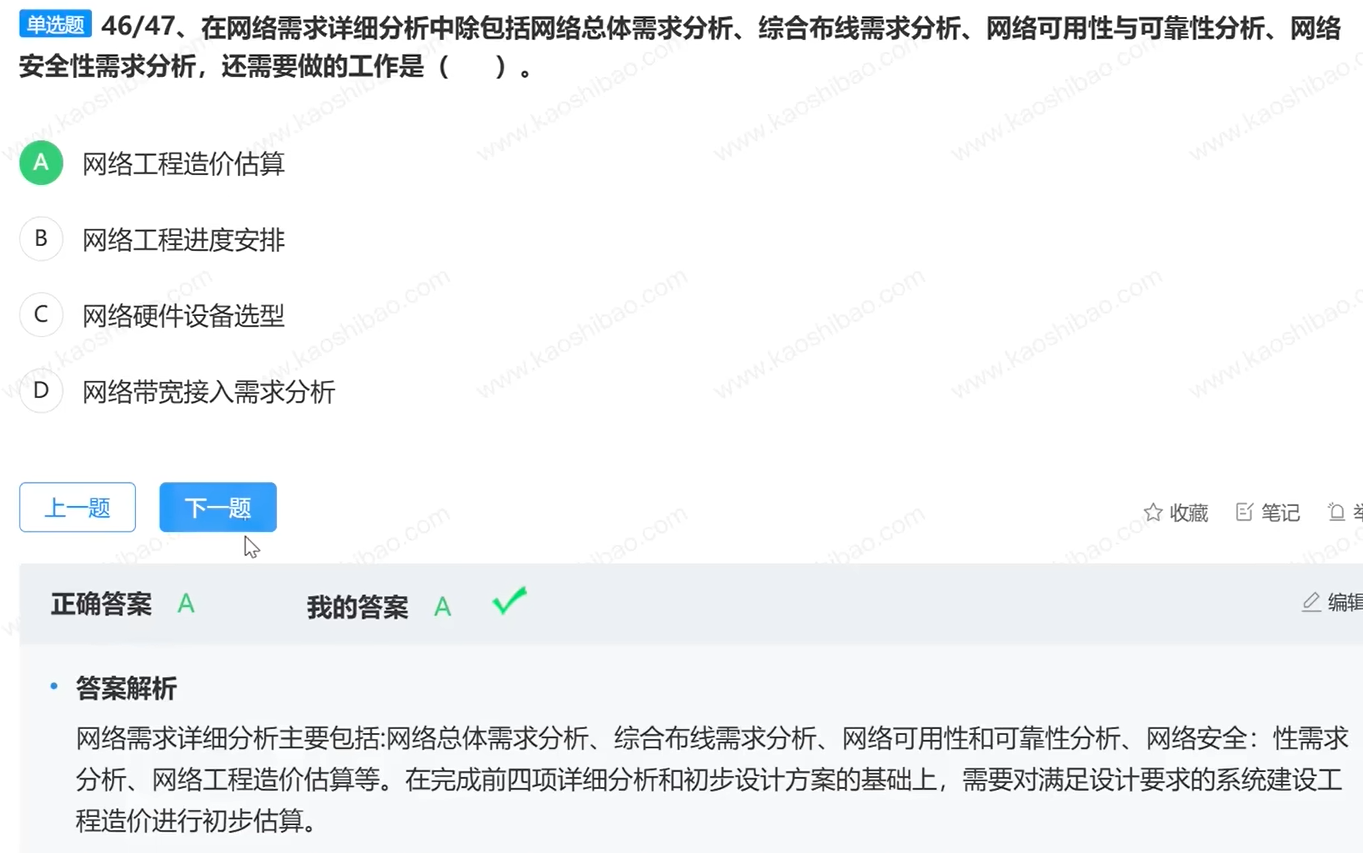 单选题 46/47、在网络需求详细分析中除包括网络总体需求分析、综合布线需求分析、网络可用性与可靠性分析、网络
安全性需求分析，还需要做的工作是（　　）。
A 网络工程造价估算
B 网络工程进度安排
C 网络硬件设备选型
D 网络带宽接入需求分析
上一题 下一题 收藏 笔记
正确答案 A 我的答案 A 编辑
• 答案解析
网络需求详细分析主要包括:网络总体需求分析、综合布线需求分析、网络可用性和可靠性分析、网络安全：性需求
分析、网络工程造价估算等。在完成前四项详细分析和初步设计方案的基础上，需要对满足设计要求的系统建设工
程造价进行初步估算。
www.kaoshibao.com